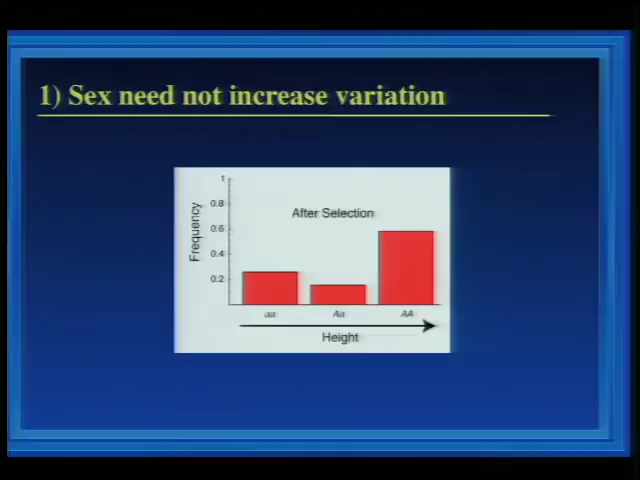 1) Sex need not increase variation
1
After Selection
0.8
0.6
0.4
0.2
Frequency
aa Aa AA
Height